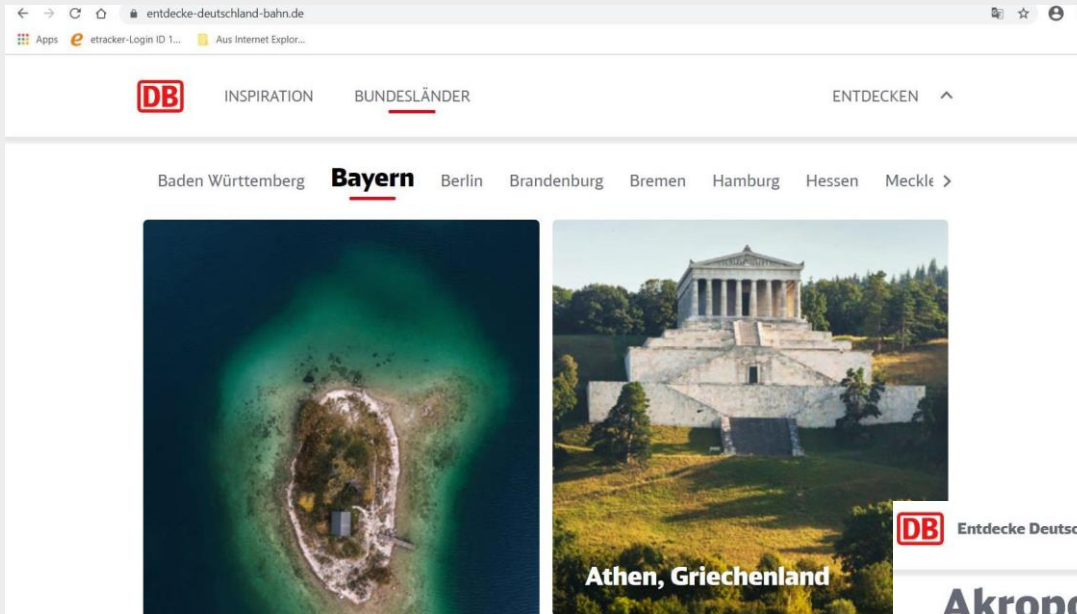 entdecke-deutschland-bahn.de
Apps etracker-Login ID 1... Aus Internet Explor...
DB INSPIRATION BUNDESLÄNDER ENTDECKEN
Baden Württemberg Bayern Berlin Brandenburg Bremen Hamburg Hessen Meckle
Athen, Griechenland
DB Entdecke Deutsc
Akropo